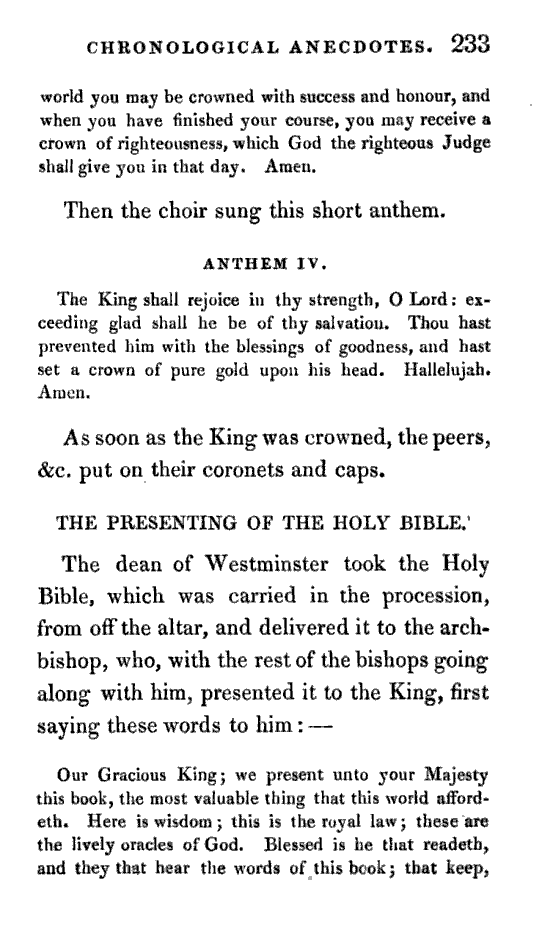 CHRONOLOGICAL ANECDOTES. 233
world you may be crowned with success and honour, and
when you have finished your course, you may receive a
crown of righteousness, which God the righteous Judge
shall give you in that day. Amen.
Then the choir sung this short anthem.
ANTHEM IV.
The King shall rejoice in thy strength, O Lord: ex-
ceeding glad shall he be of thy salvation. Thou hast
prevented him with the blessings of goodness, and hast
set a crown of pure gold upon his head. Hallelujah.
Amen.
As soon as the King was crowned, the peers,
&c. put on their coronets and caps.
THE PRESENTING OF THE HOLY BIBLE.'
The dean of Westminster took the Holy
Bible, which was carried in the procession,
from off the altar, and delivered it to the arch-
bishop, who, with the rest of the bishops going
along with him, presented it to the King, first
saying these words to him:—
Our Gracious King; we present unto your Majesty
this book, the most valuable thing that this world afford-
eth. Here is wisdom; this is the royal law; these are
the lively oracles of God. Blessed is he that readeth,
and they that hear the words of this book; that keep,